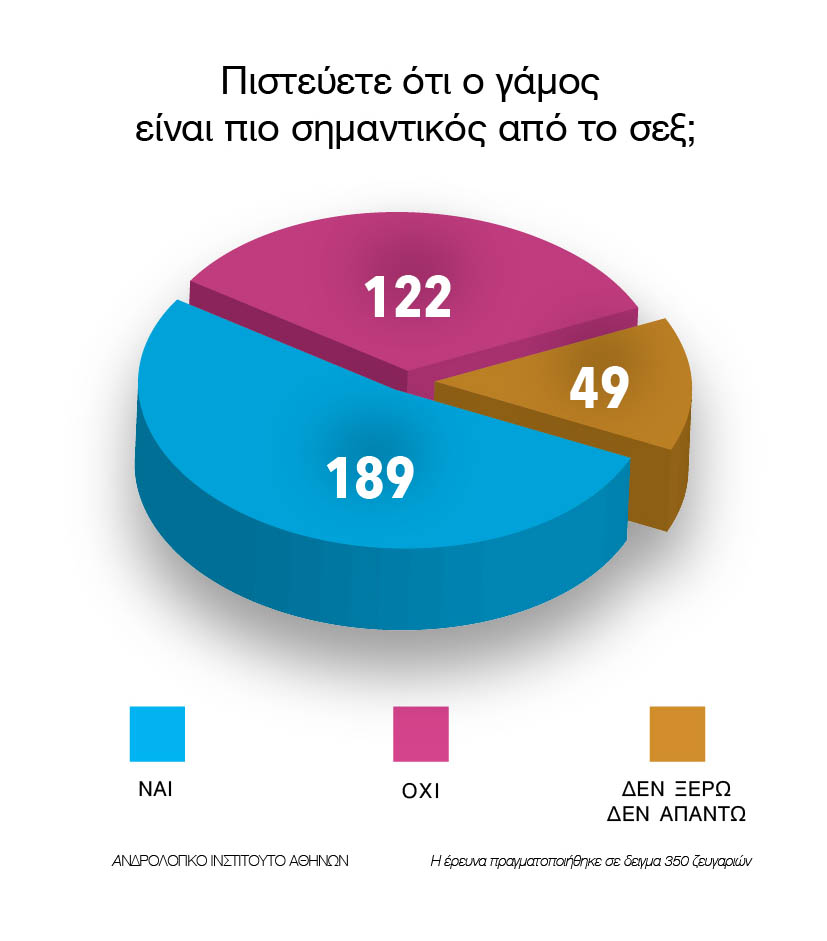 Πιστεύετε ότι ο γάμος
είναι πιο σημαντικός από το σεξ;
122
49
189
ΝΑΙ
ΟΧΙ
ΔΕΝ ΞΕΡΩ
ΔΕΝ ΑΠΑΝΤΩ
ΑΝΔΡΟΛΟΓΙΚΟ ΙΝΣΤΙΤΟΥΤΟ ΑΘΗΝΩΝ
Η έρευνα πραγματοποιήθηκε σε δειγμα 350 ζευγαριών